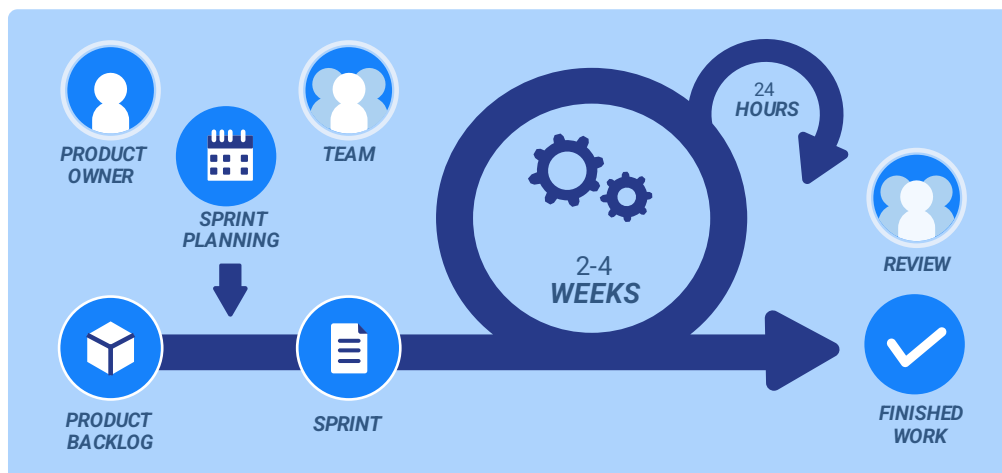 PRODUCT
OWNER
SPRINT
PLANNING
TEAM
24
HOURS
2-4
WEEKS
REVIEW
PRODUCT
BACKLOG
SPRINT
FINISHED
WORK